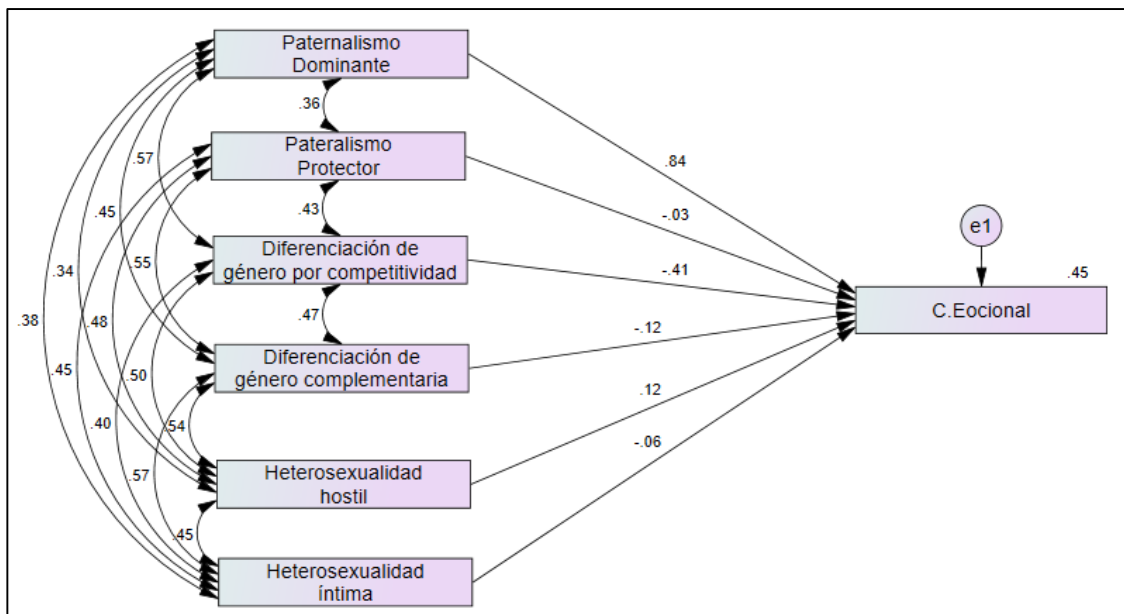 Paternalismo
Dominante
.36
Pateralismo
Protector
.57
.84
.43
-.03
e1
.45
Diferenciación de
género por competitividad
.55
-.41
.45
C.Eocional
.34
.47
-.12
.38
.48
Diferenciación de
género complementaria
.45
.50
.12
.40
.54
-.06
.57
Heterosexualidad
hostil
.45
Heterosexualidad
íntima